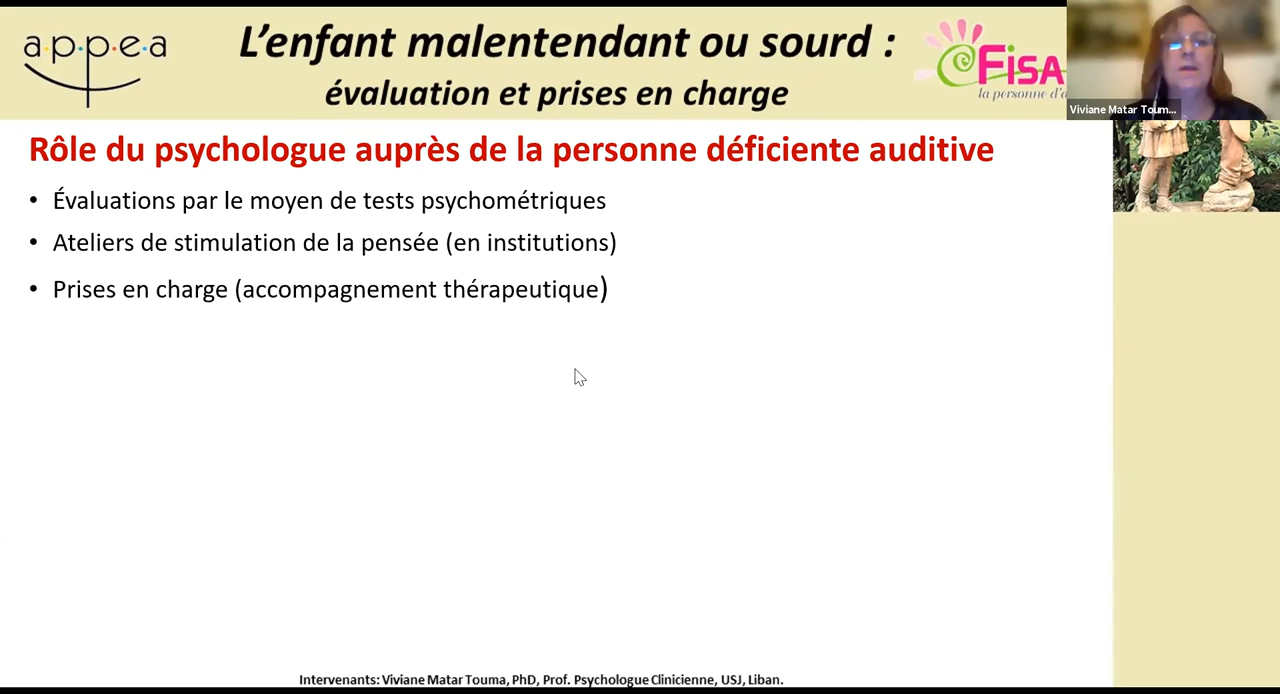 a.p.p.e.a
L'enfant malentendant ou sourd :
évaluation et prises en charge
FISA
la personne
Viviane Matar Toum...
Rôle du psychologue auprès de la personne déficiente auditive
• Évaluations par le moyen de tests psychométriques
• Ateliers de stimulation de la pensée (en institutions)
• Prises en charge (accompagnement thérapeutique)
Intervenants: Viviane Matar Touma, PhD, Prof. Psychologue Clinicienne, USJ, Liban.